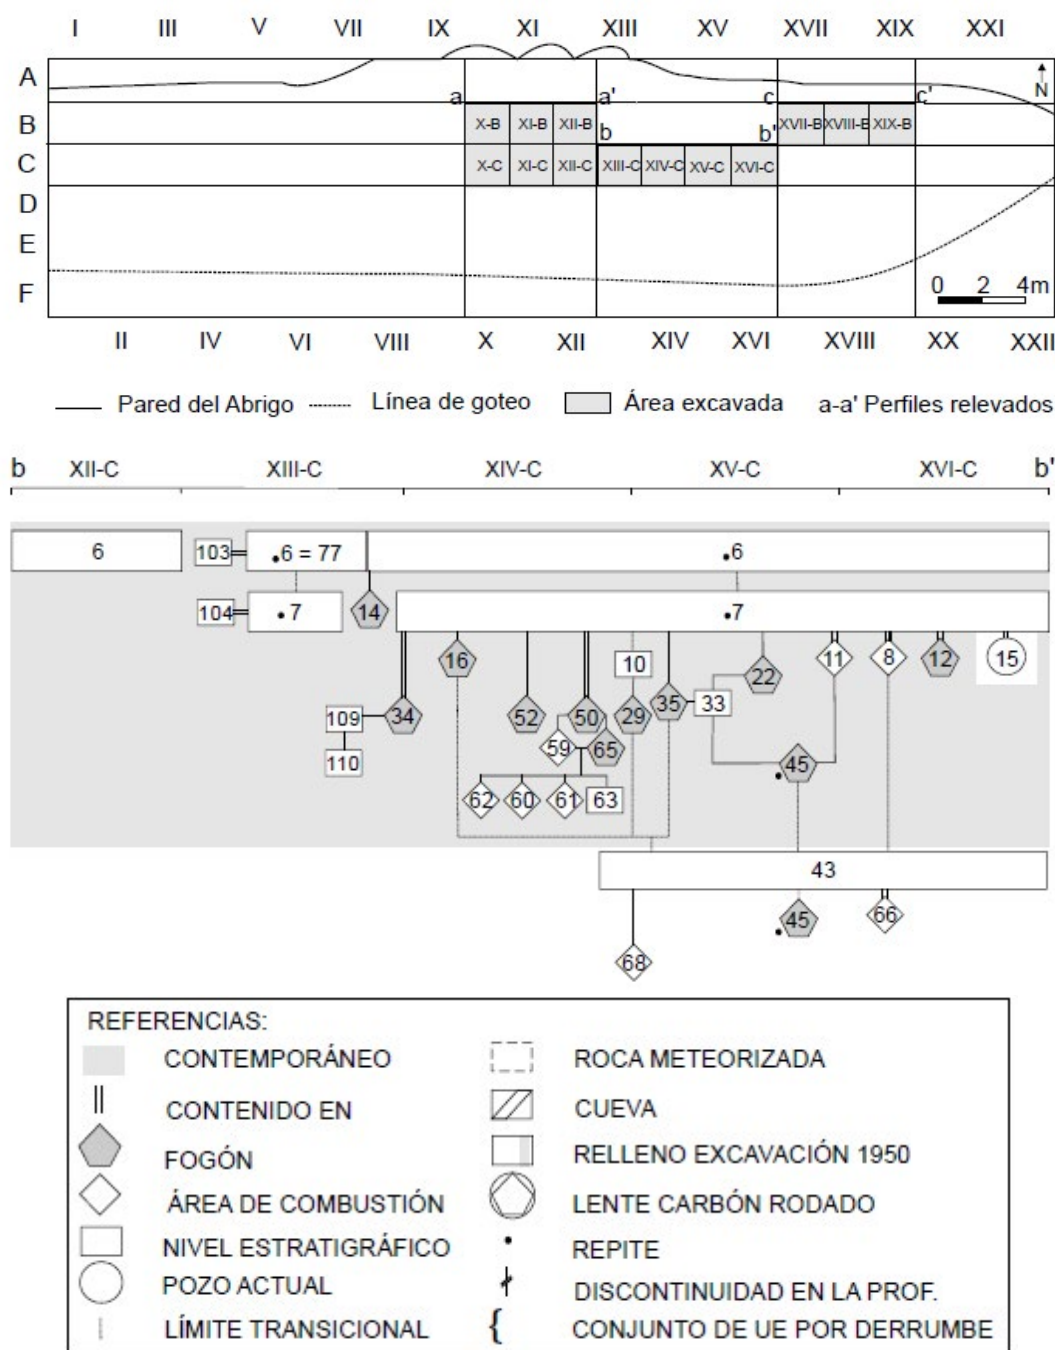 I III V VII IX XI XIII XV XVII XIX XXI
A
N
a a' c c'
B X-B XI-B XII-B b b' XVII-B XVIII-B XIX-B
C X-C XI-C XII-C XIII-C XIV-C XV-C XVI-C
D
E
F
0 2 4m
II IV VI VIII X XII XIV XVI XVIII XX XXII
Pared del Abrigo Línea de goteo Área excavada a-a' Perfiles relevados
b XII-C XIII-C XIV-C XV-C XVI-C b'
6 103 6 = 77 6
104 7 14 7
16 10 22 11 8 12 15
109 34 52 50 29 35 33
110 59 65 45
62 60 61 63
43
45 66
68
REFERENCIAS:
CONTEMPORÁNEO
CONTENIDO EN
FOGÓN
ÁREA DE COMBUSTIÓN
NIVEL ESTRATIGRÁFICO
POZO ACTUAL
LÍMITE TRANSICIONAL
ROCA METEORIZADA
CUEVA
RELLENO EXCAVACIÓN 1950
LENTE CARBÓN RODADO
REPITE
DISCONTINUIDAD EN LA PROF.
{ CONJUNTO DE UE POR DERRUMBE